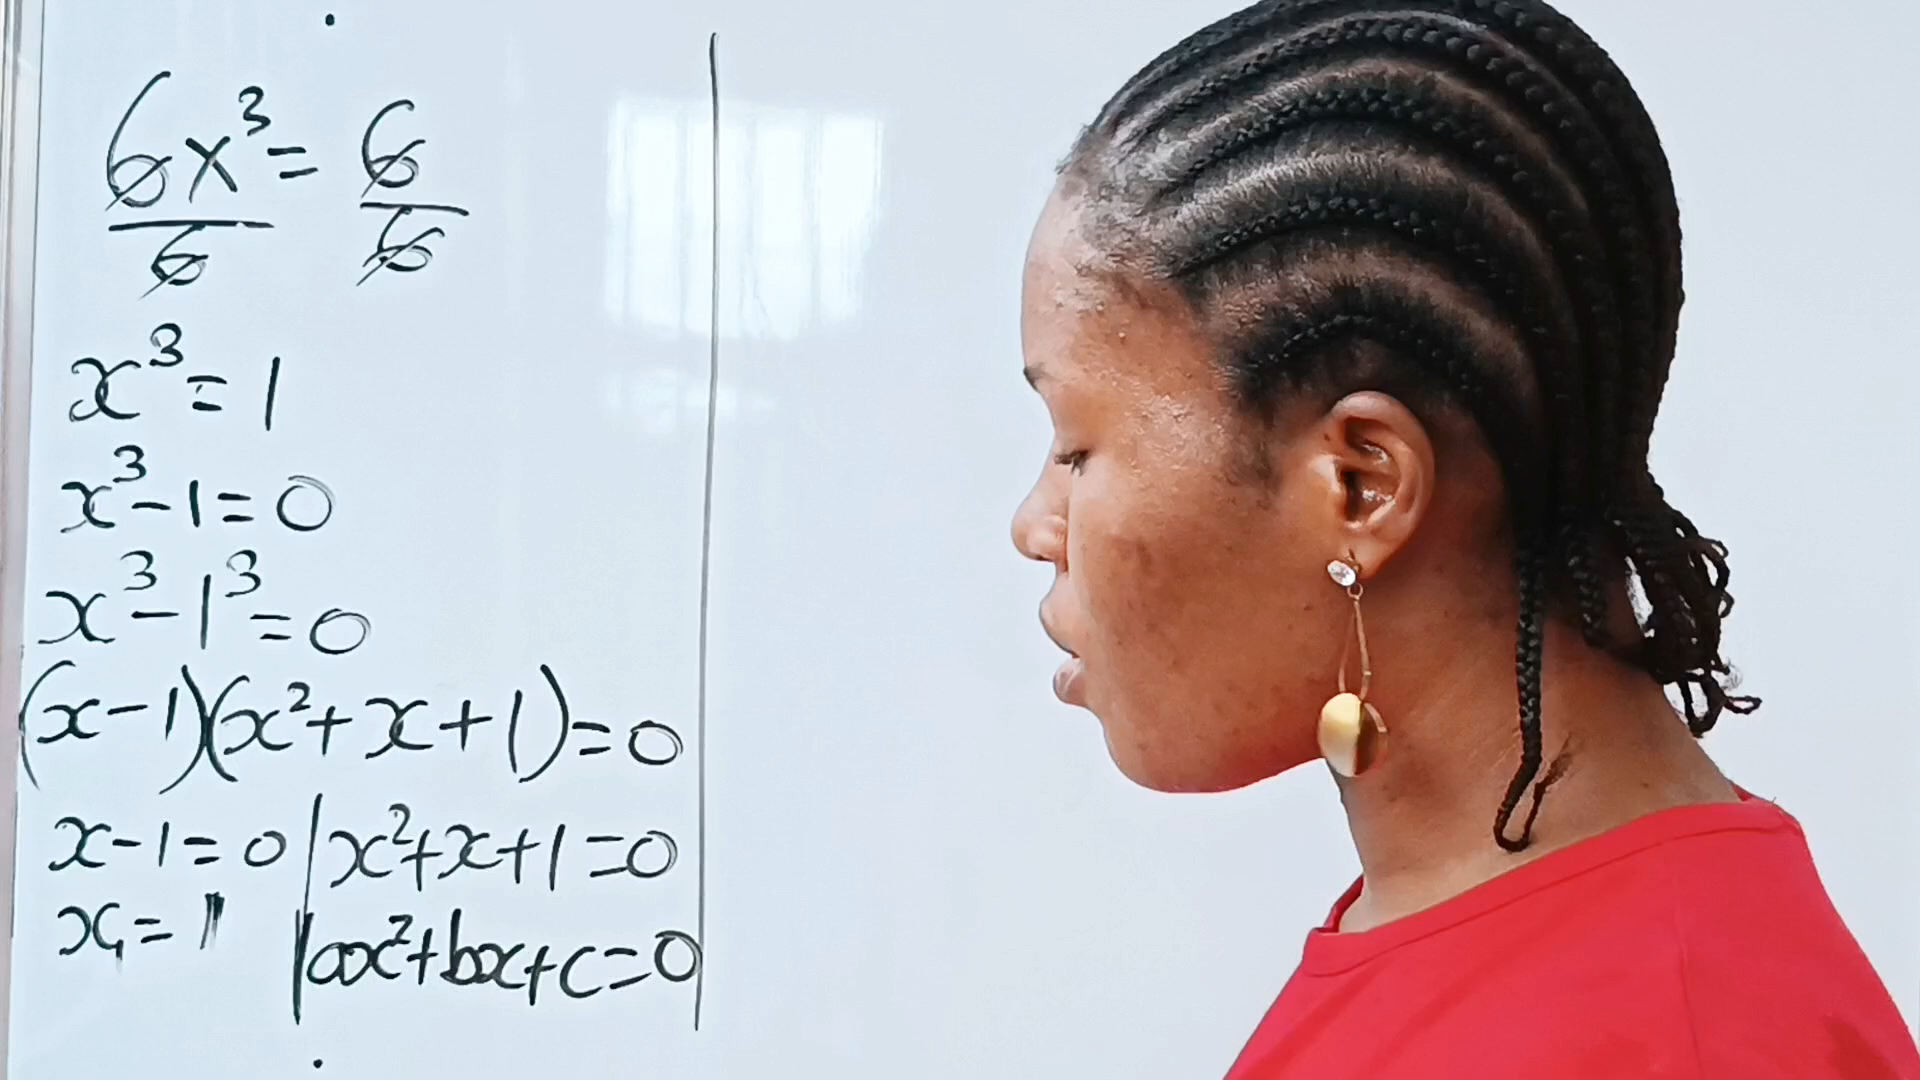 6x³ = 6
6 6
x³ = 1
x³ - 1 = 0
x³ - 1³ = 0
(x - 1)(x² + x + 1) = 0
x - 1 = 0 | x² + x + 1 = 0
x₁ = 1 | ax² + bx + c = 0